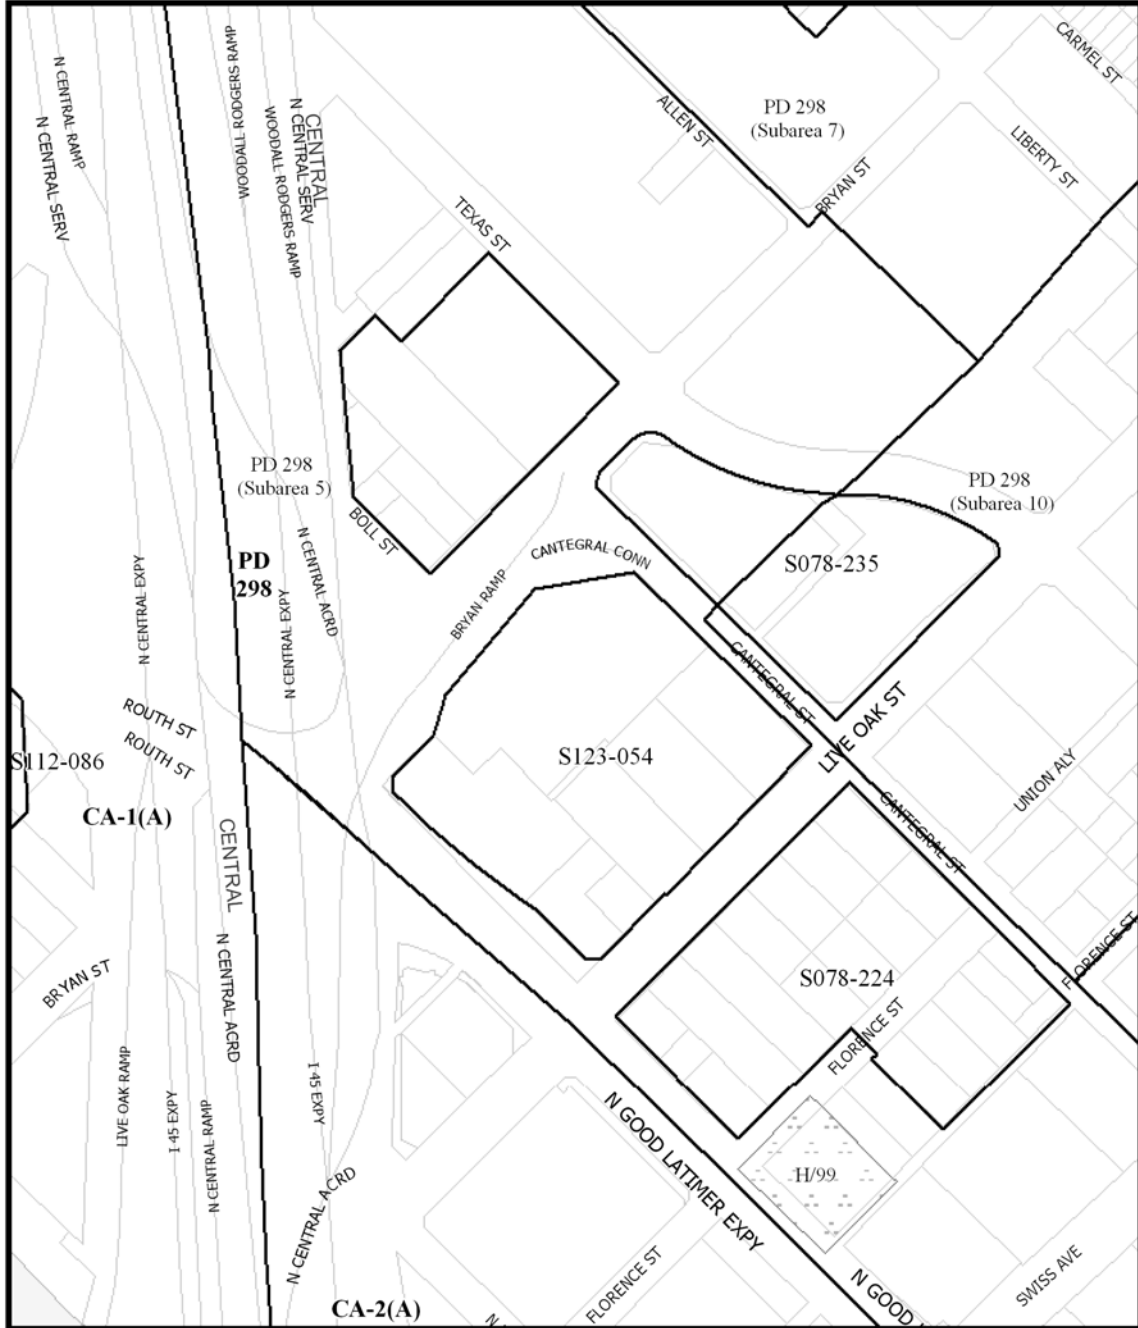 CARMEL ST
N CENTRAL RAMP
WOODALL RODGERS RAMP
N CENTRAL SERV
CENTRAL
N CENTRAL SERV
WOODALL RODGERS RAMP
ALLEN ST
PD 298
(Subarea 7)
LIBERTY ST
BRYAN ST
TEXAS ST
PD 298
(Subarea 5)
PD 298
(Subarea 10)
BOLL ST
N CENTRAL ACRD
CANTEGRAL CONN
S078-235
PD
298
N CENTRAL EXPY
N CENTRAL EXPY
BRYAN RAMP
CANTEGRAL ST
LIVE OAK ST
ROUTH ST
ROUTH ST
S112-086
S123-054
UNION ALY
CA-1(A)
CENTRAL
CANTEGRAL ST
N CENTRAL ACRD
BRYAN ST
S078-224
FLORENCE ST
FLORENCE ST
LIVE OAK RAMP
I-45 EXPY
N CENTRAL RAMP
I-45 EXPY
N GOOD LATIMER EXPY
H/99
N CENTRAL ACRD
FLORENCE ST
SWISS AVE
CA-2(A)
N GOOD